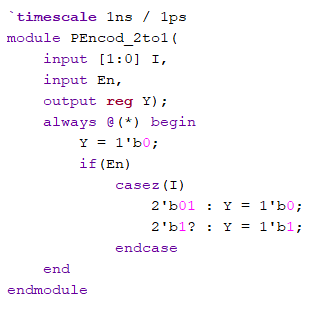 `timescale 1ns / 1ps
module PEncod_2to1(
    input [1:0] I,
    input En,
    output reg Y);
    always @(*) begin
        Y = 1'b0;
        if(En)
            casez(I)
                2'b01 : Y = 1'b0;
                2'b1? : Y = 1'b1;
            endcase
    end
endmodule